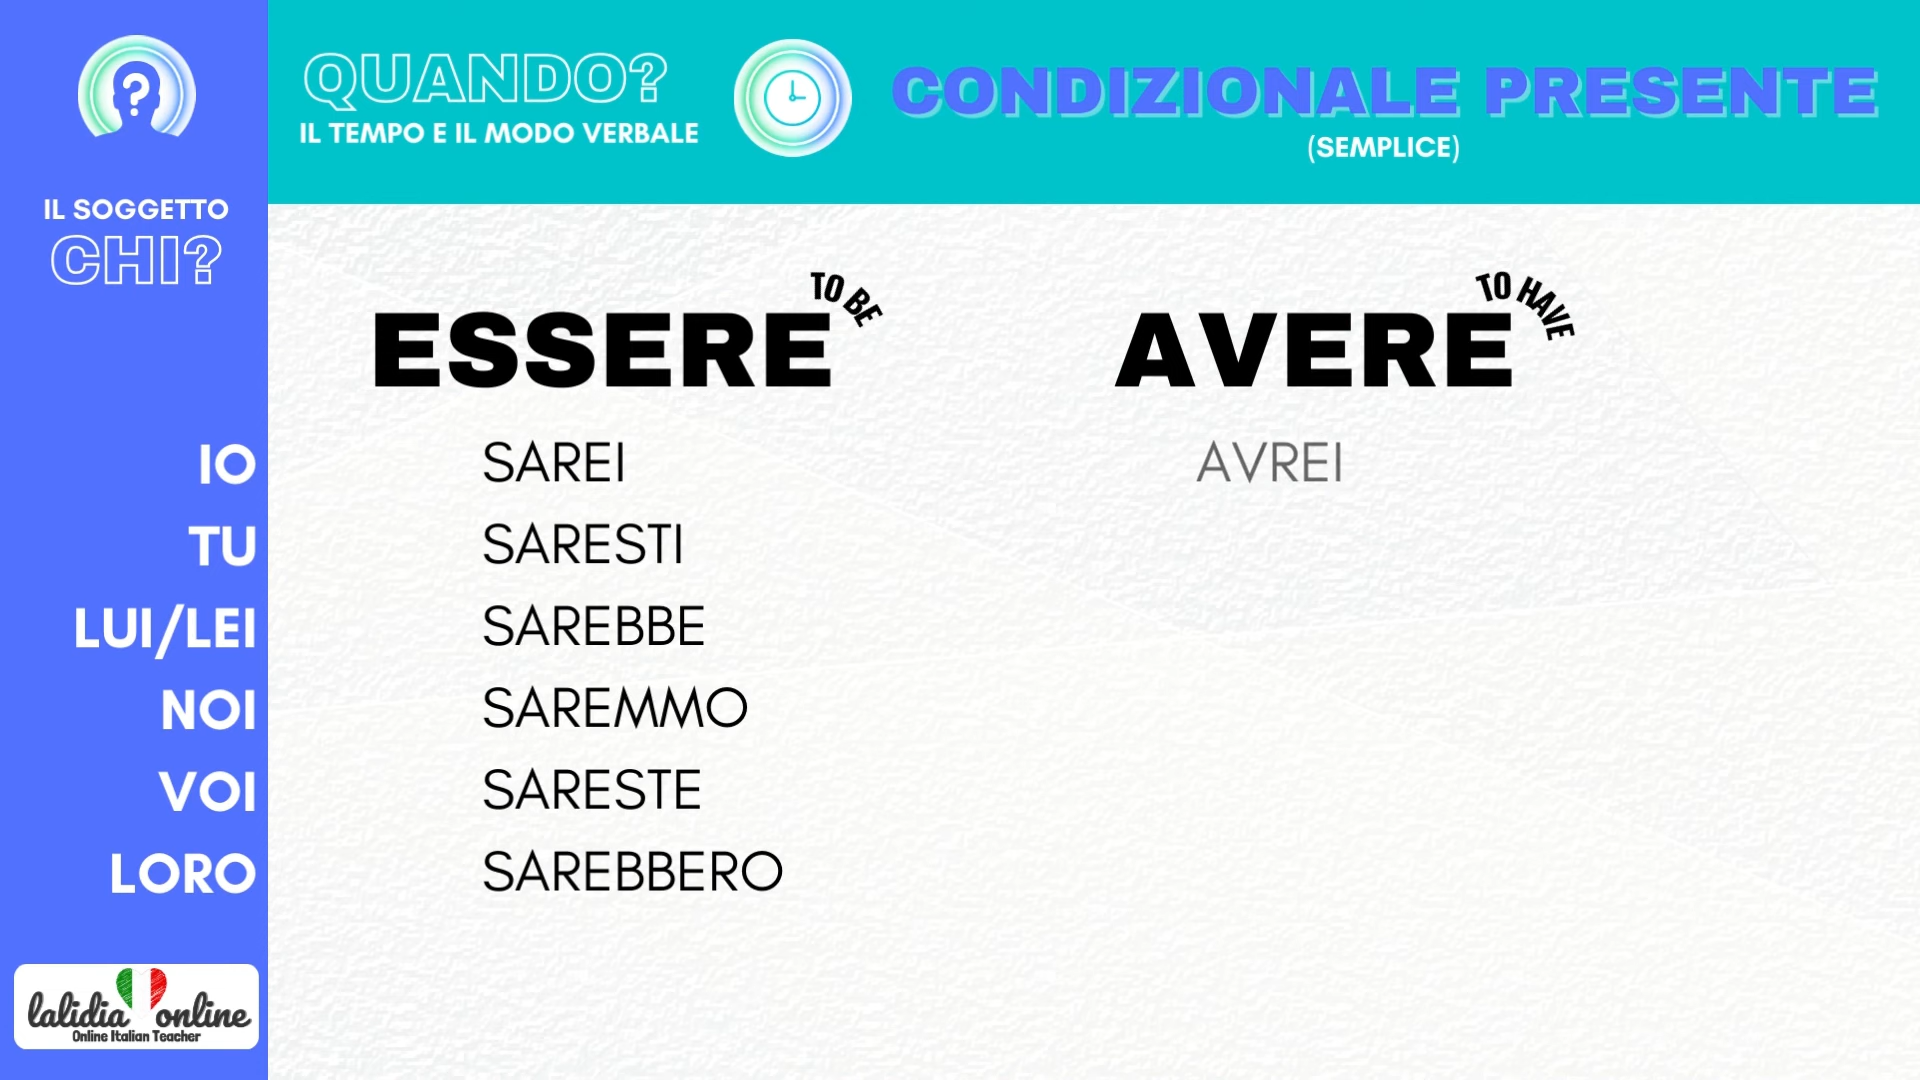 QUANDO?
IL TEMPO E IL MODO VERBALE
CONDIZIONALE PRESENTE
(SEMPLICE)
IL SOGGETTO
CHI?
?
ESSERE TO BE
AVERE TO HAVE
IO SAREI AVREI
TU SARESTI
LUI/LEI SAREBBE
NOI SAREMMO
VOI SARESTE
LORO SAREBBERO
lalidia online
Online Italian Teacher